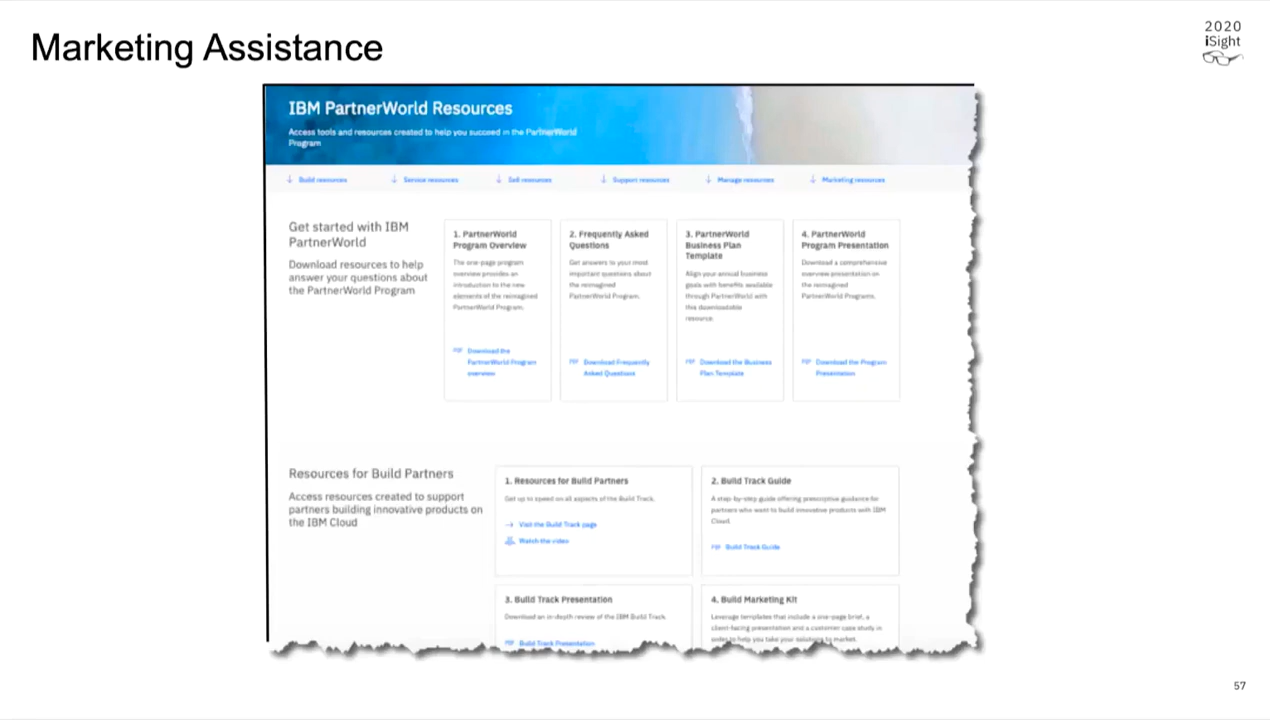 Marketing Assistance
2020
iSight
IBM PartnerWorld Resources
Access tools and resources created to help you succeed in the PartnerWorld
Program
Build resources
Service resources
Sell resources
Support resources
Manage resources
Marketing resources
Get started with IBM
PartnerWorld
Download resources to help
answer your questions about
the PartnerWorld Program
1. PartnerWorld
Program Overview
The one-page program
overview provides an
introduction to the new
elements of the reimagined
PartnerWorld Program.
PDF Download the
PartnerWorld Program
overview
2. Frequently Asked
Questions
Get answers to your most
important questions about
the reimagined
PartnerWorld Program.
PDF Download Frequently
Asked Questions
3. PartnerWorld
Business Plan
Template
Align your annual business
goals with benefits available
through PartnerWorld with
this downloadable
resource.
PDF Download the Business
Plan Template
4. PartnerWorld
Program Presentation
Download a comprehensive
overview presentation on
the reimagined
PartnerWorld Programs.
PDF Download the Program
Presentation
Resources for Build Partners
Access resources created to support
partners building innovative products on
the IBM Cloud
1. Resources for Build Partners
Get up to speed on all aspects of the Build Track.
Visit the Build Track page
Watch the video
2. Build Track Guide
A step-by-step guide offering prescriptive guidance for
partners who want to build innovative products with IBM
Cloud.
PDF Build Track Guide
3. Build Track Presentation
Download an in-depth review of the IBM Build Track
PDF Build Track Presentation
4. Build Marketing Kit
Leverage templates that include a one-page brief, a
client-facing presentation and a customer case study in
order to help you take your solutions to market.
57